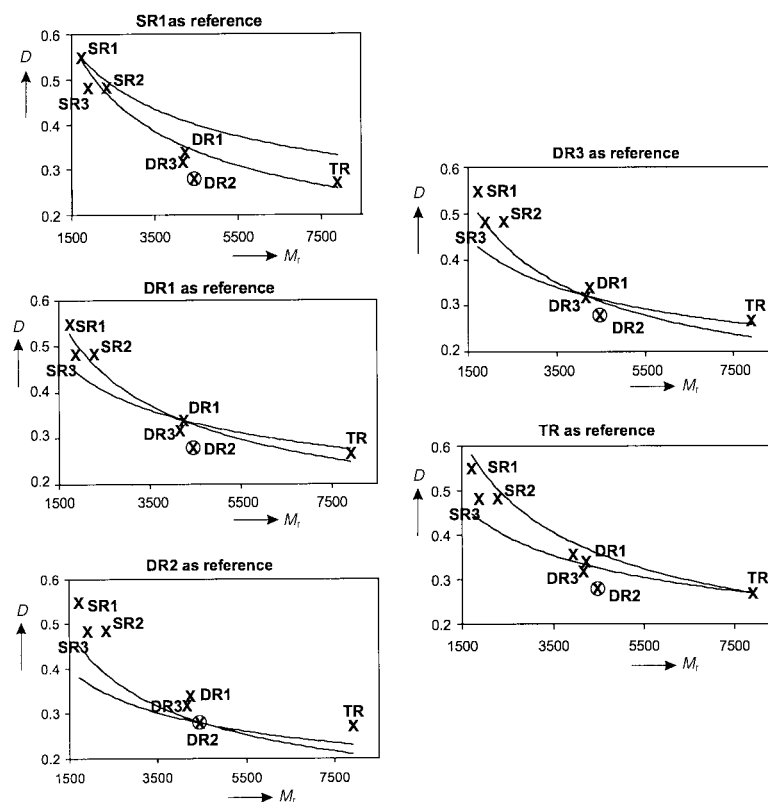 SR1 as reference
D
0.6
0.5
0.4
0.3
0.2
SR1
SR2
SR3
DR1
DR3
DR2
TR
1500 3500 5500 7500
Mr
DR1 as reference
D
0.6
0.5
0.4
0.3
0.2
SR1
SR2
SR3
DR1
DR3
DR2
TR
1500 3500 5500 7500
Mr
DR2 as reference
D
0.6
0.5
0.4
0.3
0.2
SR1
SR2
SR3
DR1
DR3
DR2
TR
1500 3500 5500 7500
Mr
DR3 as reference
D
0.6
0.5
0.4
0.3
0.2
SR1
SR2
SR3
DR1
DR3
DR2
TR
1500 3500 5500 7500
Mr
TR as reference
D
0.6
0.5
0.4
0.3
0.2
SR1
SR2
SR3
DR1
DR3
DR2
TR
1500 3500 5500 7500
Mr